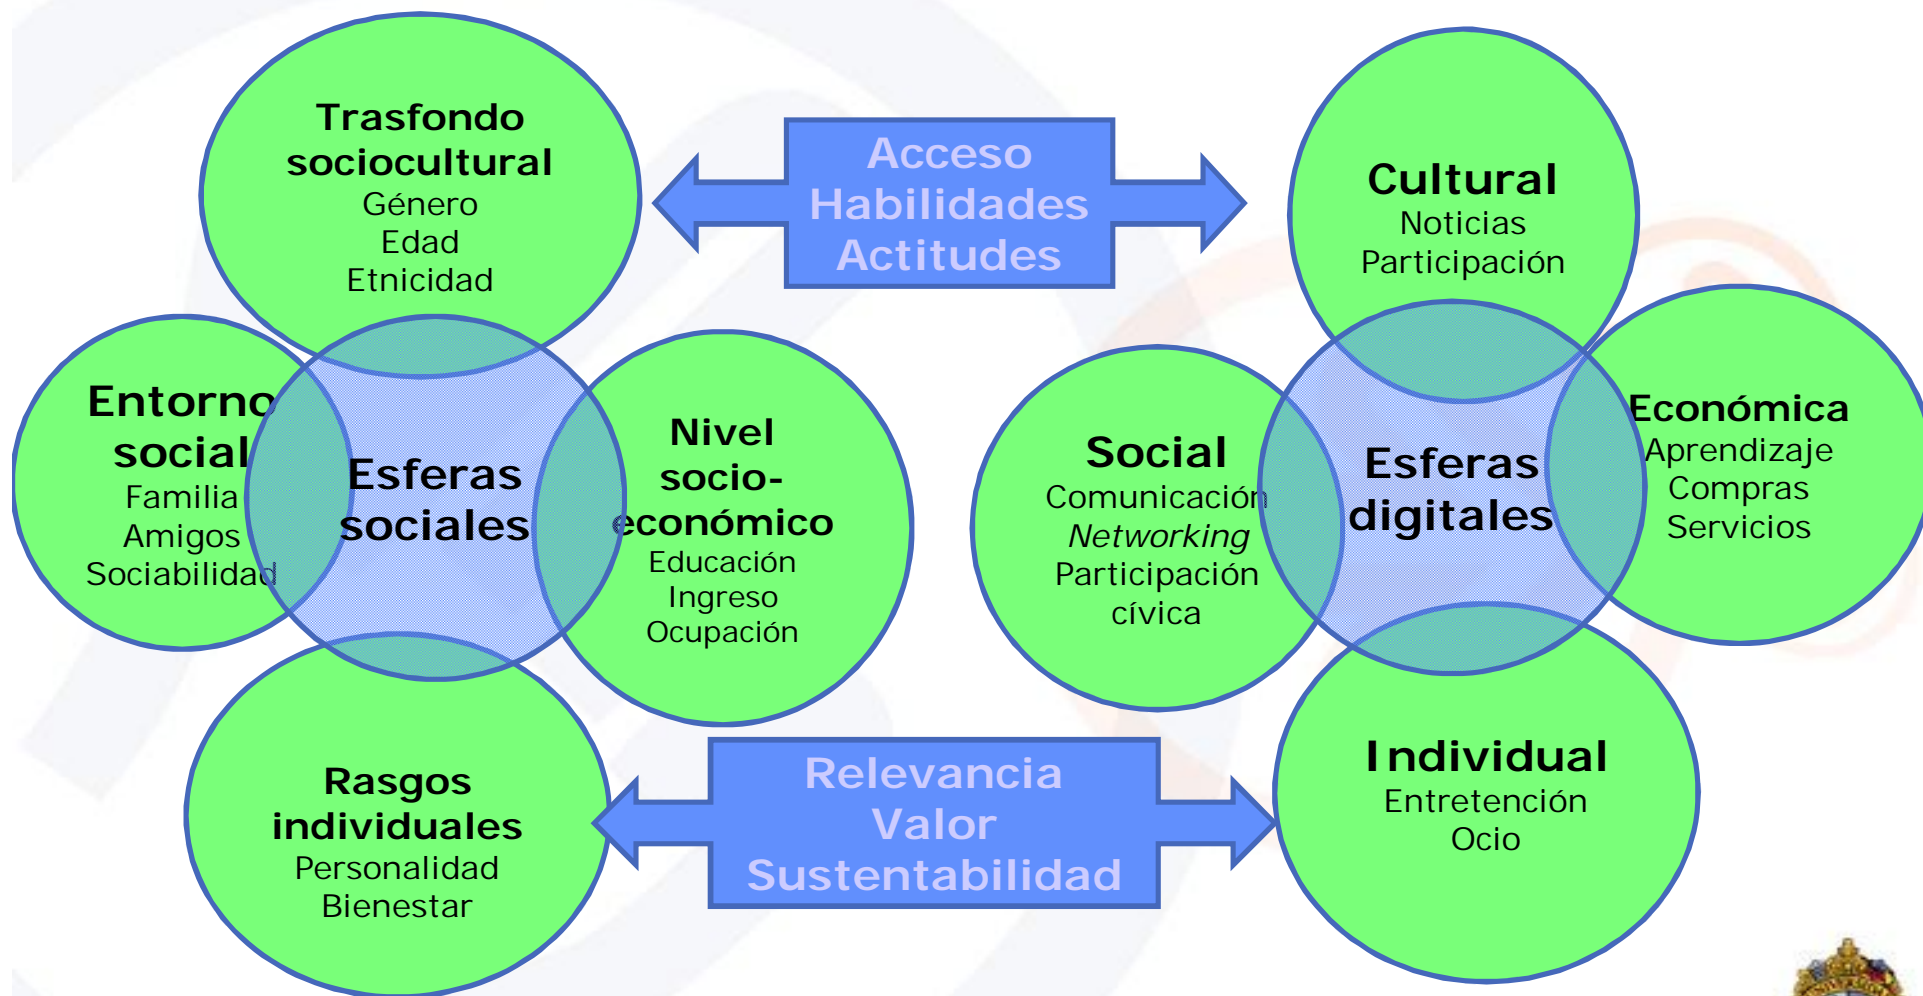 Trasfondo
sociocultural
Género
Edad
Etnicidad
Acceso
Habilidades
Actitudes
Cultural
Noticias
Participación
Entorno
social
Familia
Amigos
Sociabilidad
Esferas
sociales
Nivel
socio-
económico
Educación
Ingreso
Ocupación
Social
Comunicación
Networking
Participación
cívica
Esferas
digitales
Económica
Aprendizaje
Compras
Servicios
Rasgos
individuales
Personalidad
Bienestar
Relevancia
Valor
Sustentabilidad
Individual
Entretención
Ocio